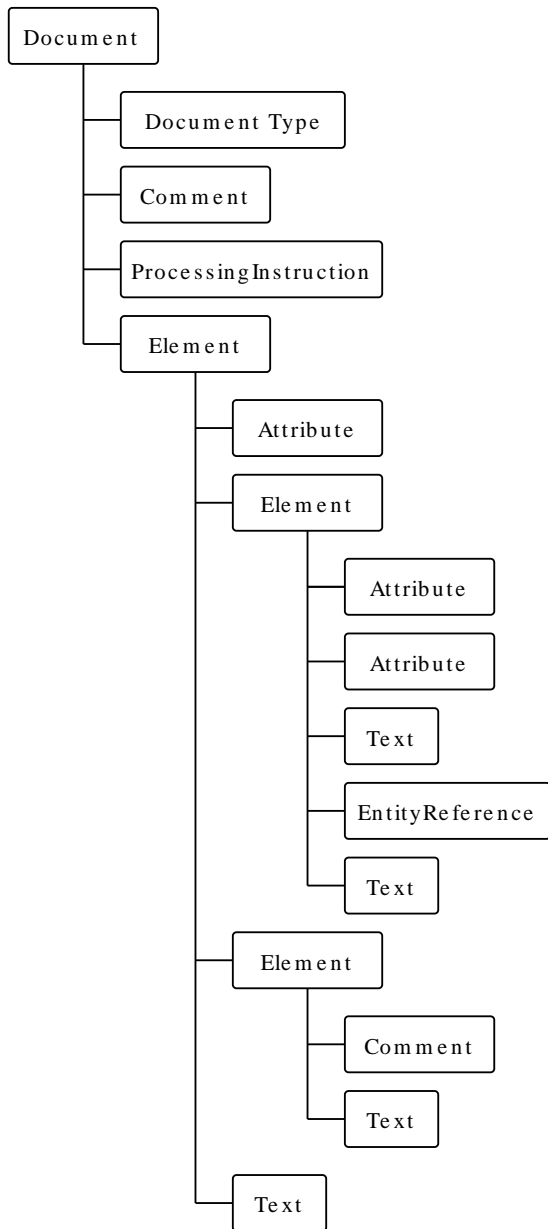 Document
Document Type
Comment
ProcessingInstruction
Element
Attribute
Element
Attribute
Attribute
Text
EntityReference
Text
Element
Comment
Text
Text